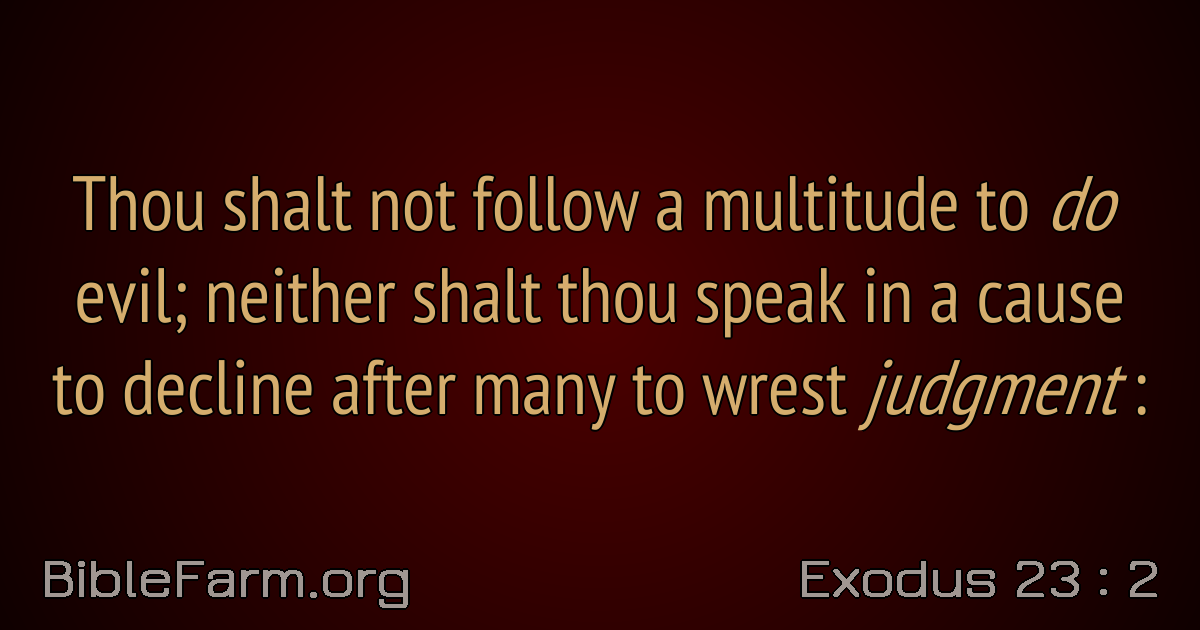 Thou shalt not follow a multitude to do
evil; neither shalt thou speak in a cause
to decline after many to wrest judgment:
BibleFarm.org
Exodus 23 : 2